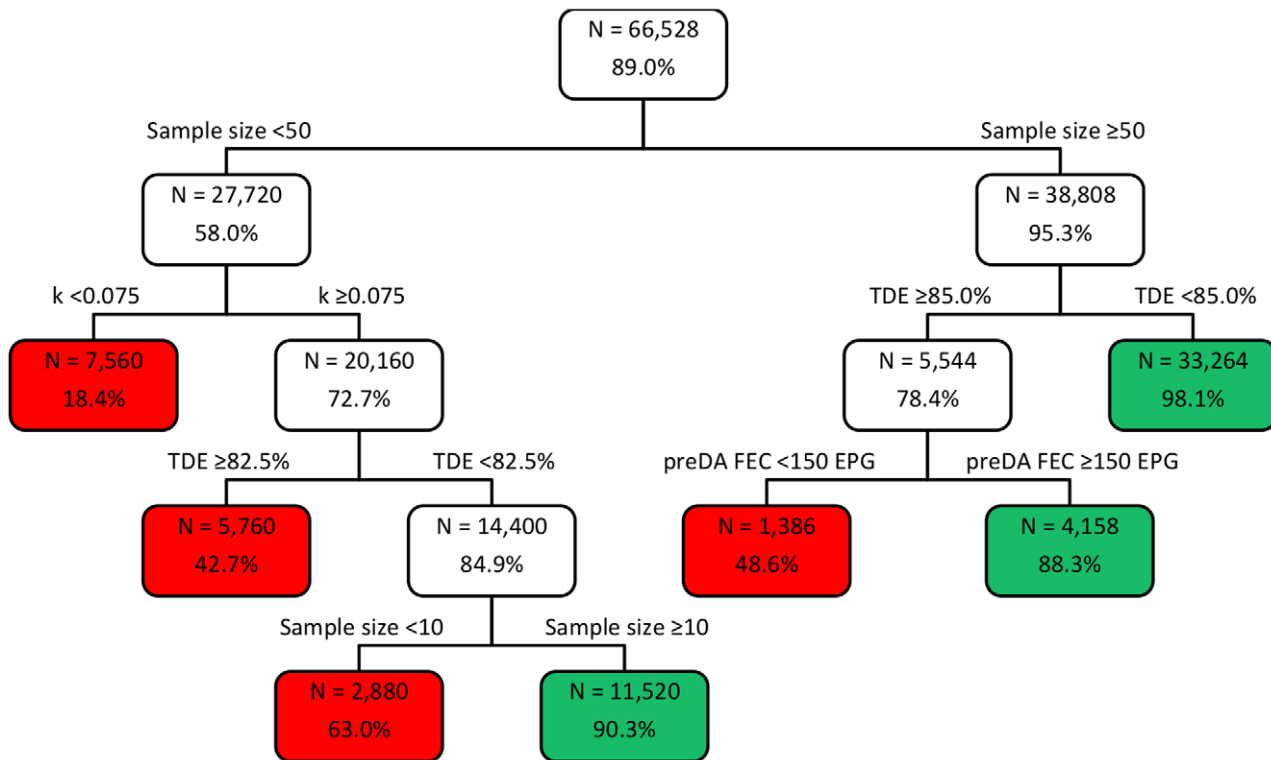 N = 66,528
89.0%
Sample size <50
Sample size ≥50
N = 27,720
58.0%
N = 38,808
95.3%
k <0.075
k ≥0.075
TDE ≥85.0%
TDE <85.0%
N = 7,560
18.4%
N = 20,160
72.7%
N = 5,544
78.4%
N = 33,264
98.1%
TDE ≥82.5%
TDE <82.5%
preDA FEC <150 EPG
preDA FEC ≥150 EPG
N = 5,760
42.7%
N = 14,400
84.9%
N = 1,386
48.6%
N = 4,158
88.3%
Sample size <10
Sample size ≥10
N = 2,880
63.0%
N = 11,520
90.3%